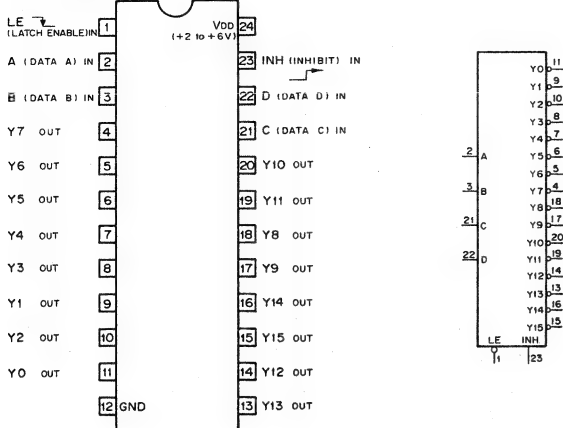 LE
(LATCH ENABLE)IN 1
VDD 24
(+2 to +6V)
A (DATA A) IN 2
23 INH (INHIBIT) IN
B (DATA B) IN 3
22 D (DATA D) IN
Y7 OUT 4
21 C (DATA C) IN
Y6 OUT 5
20 Y10 OUT
Y5 OUT 6
19 Y11 OUT
Y4 OUT 7
18 Y8 OUT
Y3 OUT 8
17 Y9 OUT
Y1 OUT 9
16 Y14 OUT
Y2 OUT 10
15 Y15 OUT
Y0 OUT 11
14 Y12 OUT
12 GND
13 Y13 OUT
Y0 11
Y1 9
Y2 10
Y3 8
Y4 7
2 A Y5 6
Y6 5
3 B Y7 4
Y8 18
21 C Y9 17
Y10 20
22 D Y11 19
Y12 14
Y13 13
Y14 16
Y15 15
LE INH
1 23